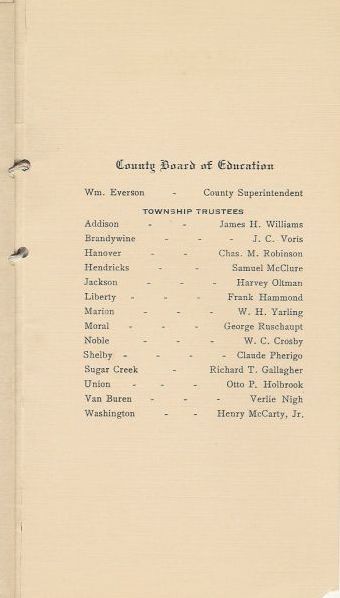 County Board of Education
Wm. Everson - County Superintendent
TOWNSHIP TRUSTEES
Addison - - James H. Williams
Brandywine - - - J. C. Voris
Hanover - - Chas. M. Robinson
Hendricks - - Samuel McClure
Jackson - - - Harvey Oltman
Liberty - - - Frank Hammond
Marion - - - W. H. Yarling
Moral - - - George Ruschaupt
Noble - - - W. C. Crosby
Shelby - - - - Claude Pherigo
Sugar Creek - - Richard T. Gallagher
Union - - - Otto P. Holbrook
Van Buren - - - Verlie Nigh
Washington - - Henry McCarty, Jr.